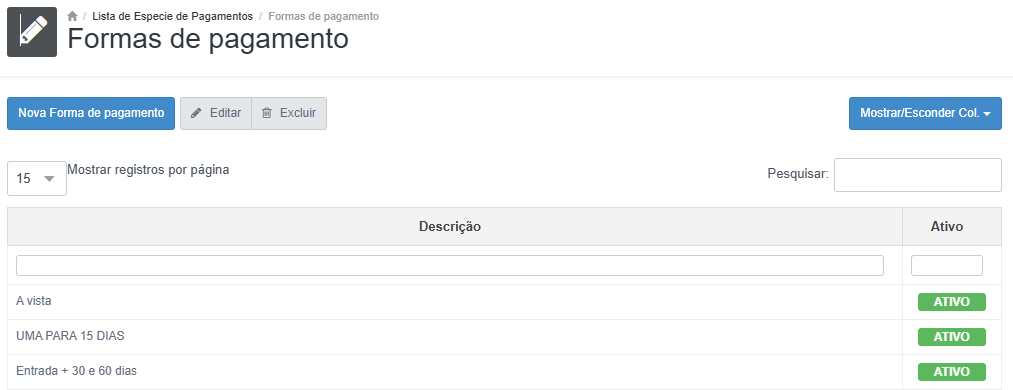 / Lista de Especie de Pagamentos / Formas de pagamento
Formas de pagamento
Nova Forma de pagamento Editar Excluir Mostrar/Esconder Col.
15 Mostrar registros por página Pesquisar:
Descrição Ativo
A vista ATIVO
UMA PARA 15 DIAS ATIVO
Entrada + 30 e 60 dias ATIVO